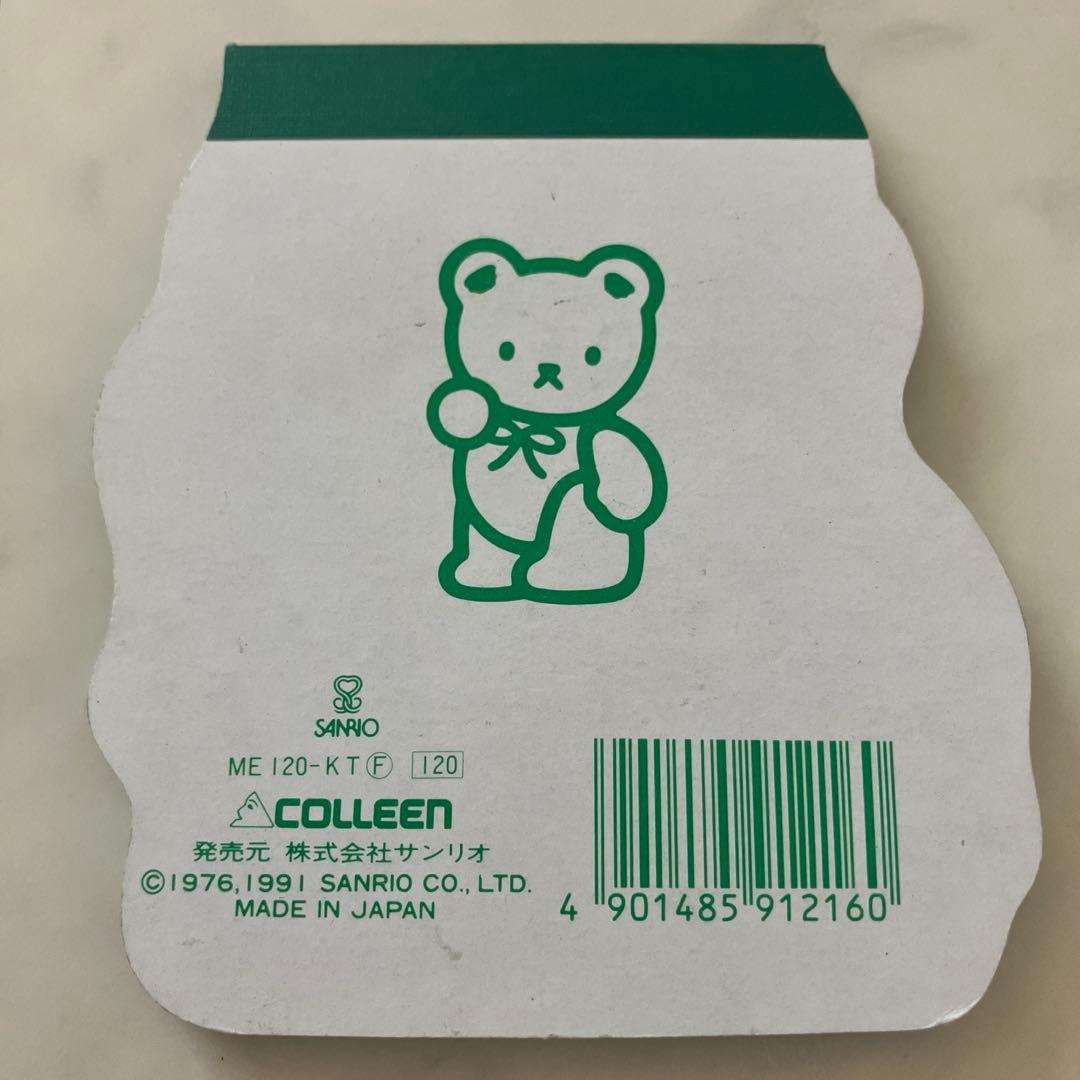 SANRIO
ME 120-KT Ⓕ 120
COLLEEN
発売元 株式会社サンリオ
©1976,1991 SANRIO CO., LTD.
MADE IN JAPAN
4 901485 912160